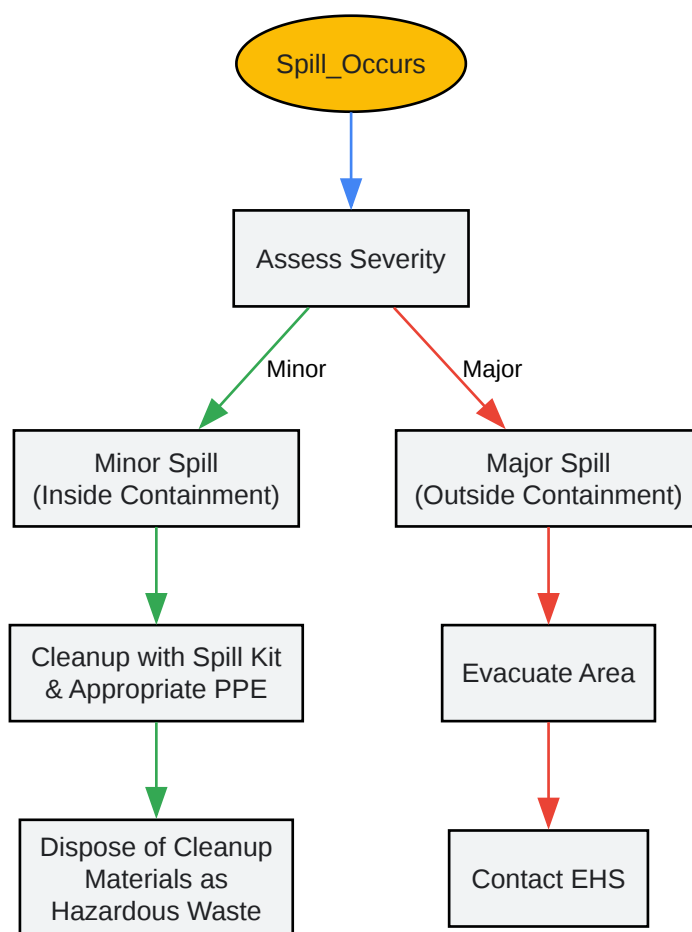 Spill_Occurs
Assess Severity
Minor
Major
Minor Spill
(Inside Containment)
Major Spill
(Outside Containment)
Cleanup with Spill Kit
& Appropriate PPE
Evacuate Area
Dispose of Cleanup
Materials as
Hazardous Waste
Contact EHS